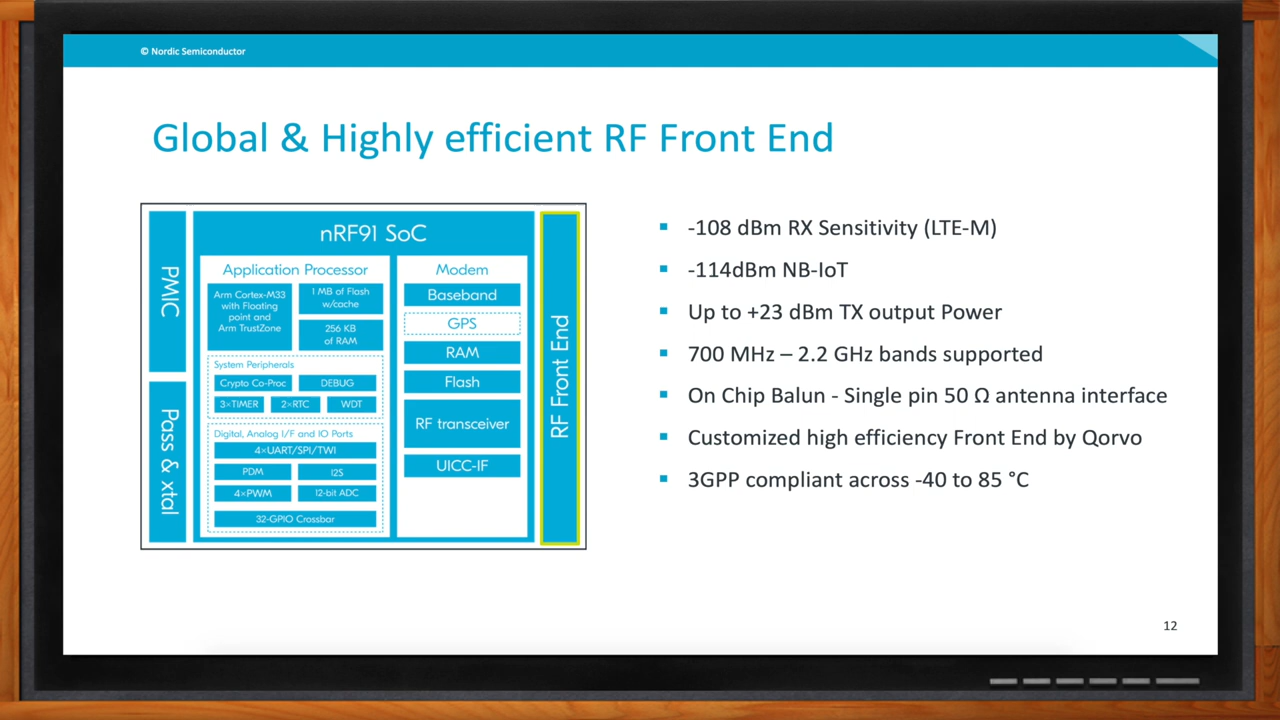 © Nordic Semiconductor
Global & Highly efficient RF Front End
PMIC
Pass & xtal
nRF91 SoC
Application Processor
Arm Cortex-M33
with Floating
point and
Arm TrustZone
1 MB of Flash
w/cache
256 KB
of RAM
System Peripherals
Crypto Co-Proc
DEBUG
3×TIMER
2×RTC
WDT
Digital, Analog I/F and IO Ports
4×UART/SPI/TWI
PDM
I2S
4×PWM
12-bit ADC
32-GPIO Crossbar
Modem
Baseband
GPS
RAM
Flash
RF transceiver
UICC-IF
RF Front End
▪ -108 dBm RX Sensitivity (LTE-M)
▪ -114dBm NB-IoT
▪ Up to +23 dBm TX output Power
▪ 700 MHz – 2.2 GHz bands supported
▪ On Chip Balun - Single pin 50 Ω antenna interface
▪ Customized high efficiency Front End by Qorvo
▪ 3GPP compliant across -40 to 85 °C
12